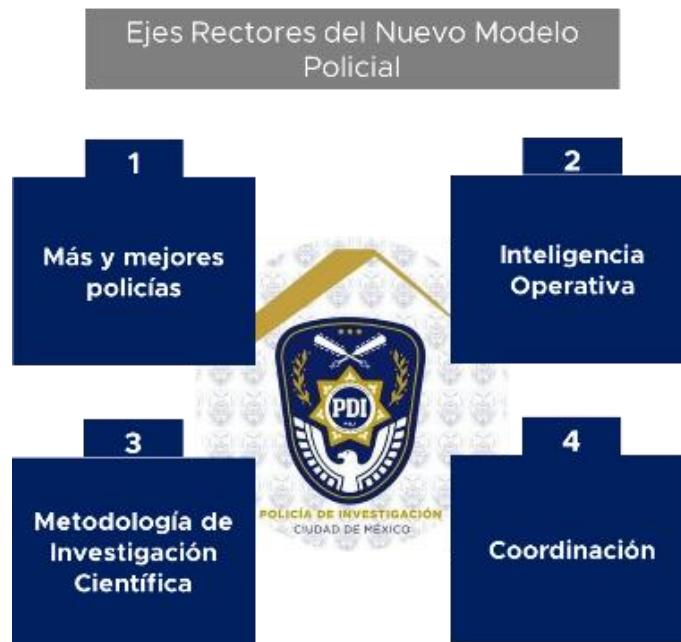 Ejes Rectores del Nuevo Modelo
Policial
1
Más y mejores
policías
2
Inteligencia
Operativa
PDI
POLICÍA DE INVESTIGACIÓN
CIUDAD DE MÉXICO
3
Metodología de
Investigación
Científica
4
Coordinación